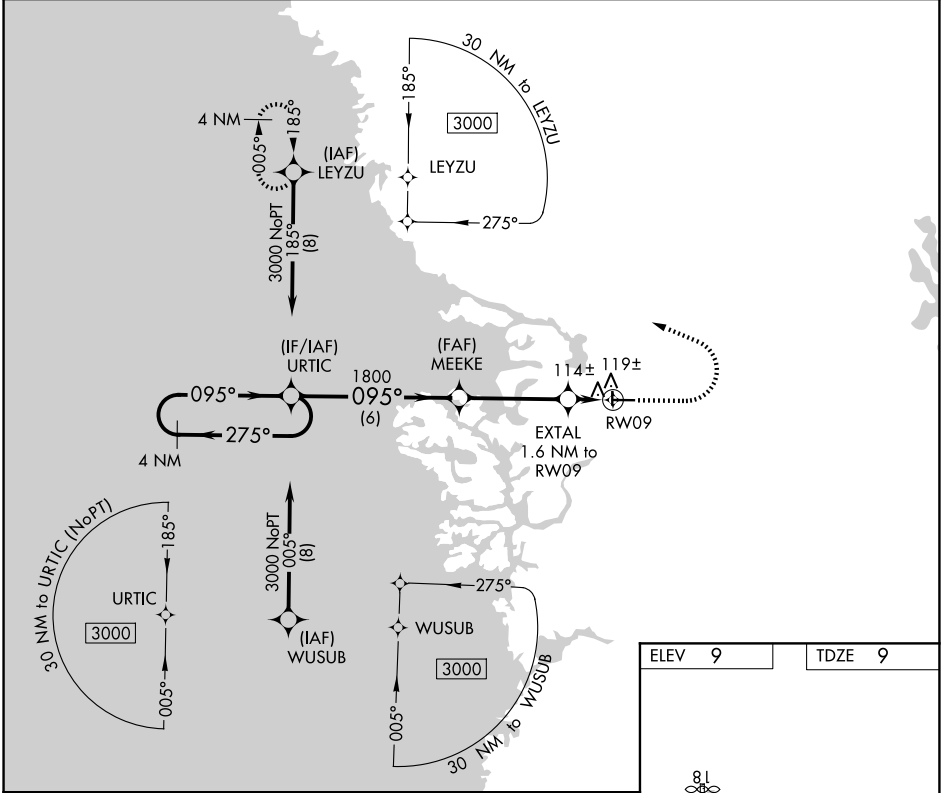 30 NM to LEYZU
185°
3000
LEYZU
275°
4 NM
185°
005°
(IAF)
LEYZU
3000 NoPT
185°
(8)
(IF/IAF)
URTIC
1800
095°
(6)
(FAF)
MEEKE
114± 119±
EXTAL
1.6 NM to
RW09
RW09
095°
275°
4 NM
30 NM to URTIC (NoPT)
185°
URTIC
3000
005°
3000 NoPT
005°
(8)
(IAF)
WUSUB
275°
WUSUB
3000
005°
30 NM to WUSUB
ELEV 9
TDZE 9
18